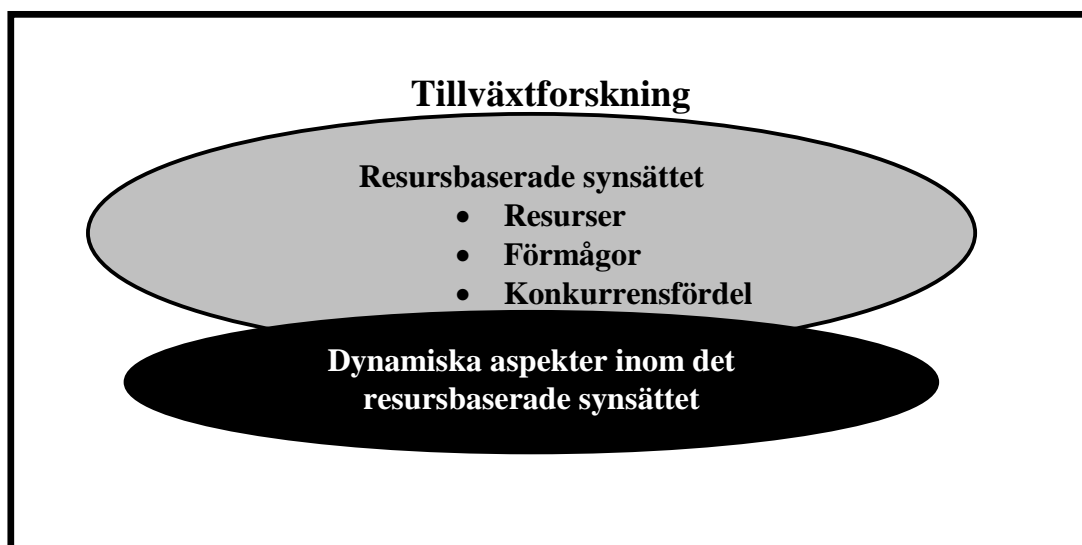 Tillväxtforskning
Resursbaserade synsättet
• Resurser
• Förmågor
• Konkurrensfördel
Dynamiska aspekter inom det
resursbaserade synsättet